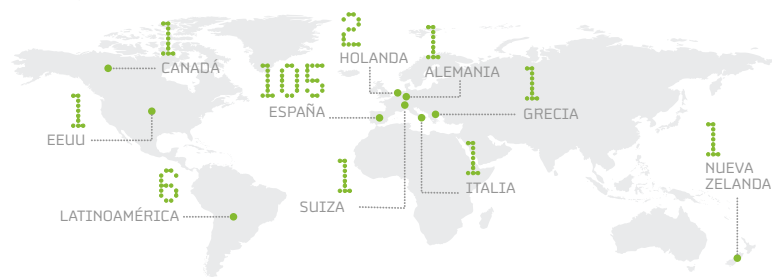 1
CANADÁ
1
EEUU
6
LATINOAMÉRICA
105
ESPAÑA
2
HOLANDA
1
ALEMANIA
1
GRECIA
1
ITALIA
1
SUIZA
1
NUEVA
ZELANDA